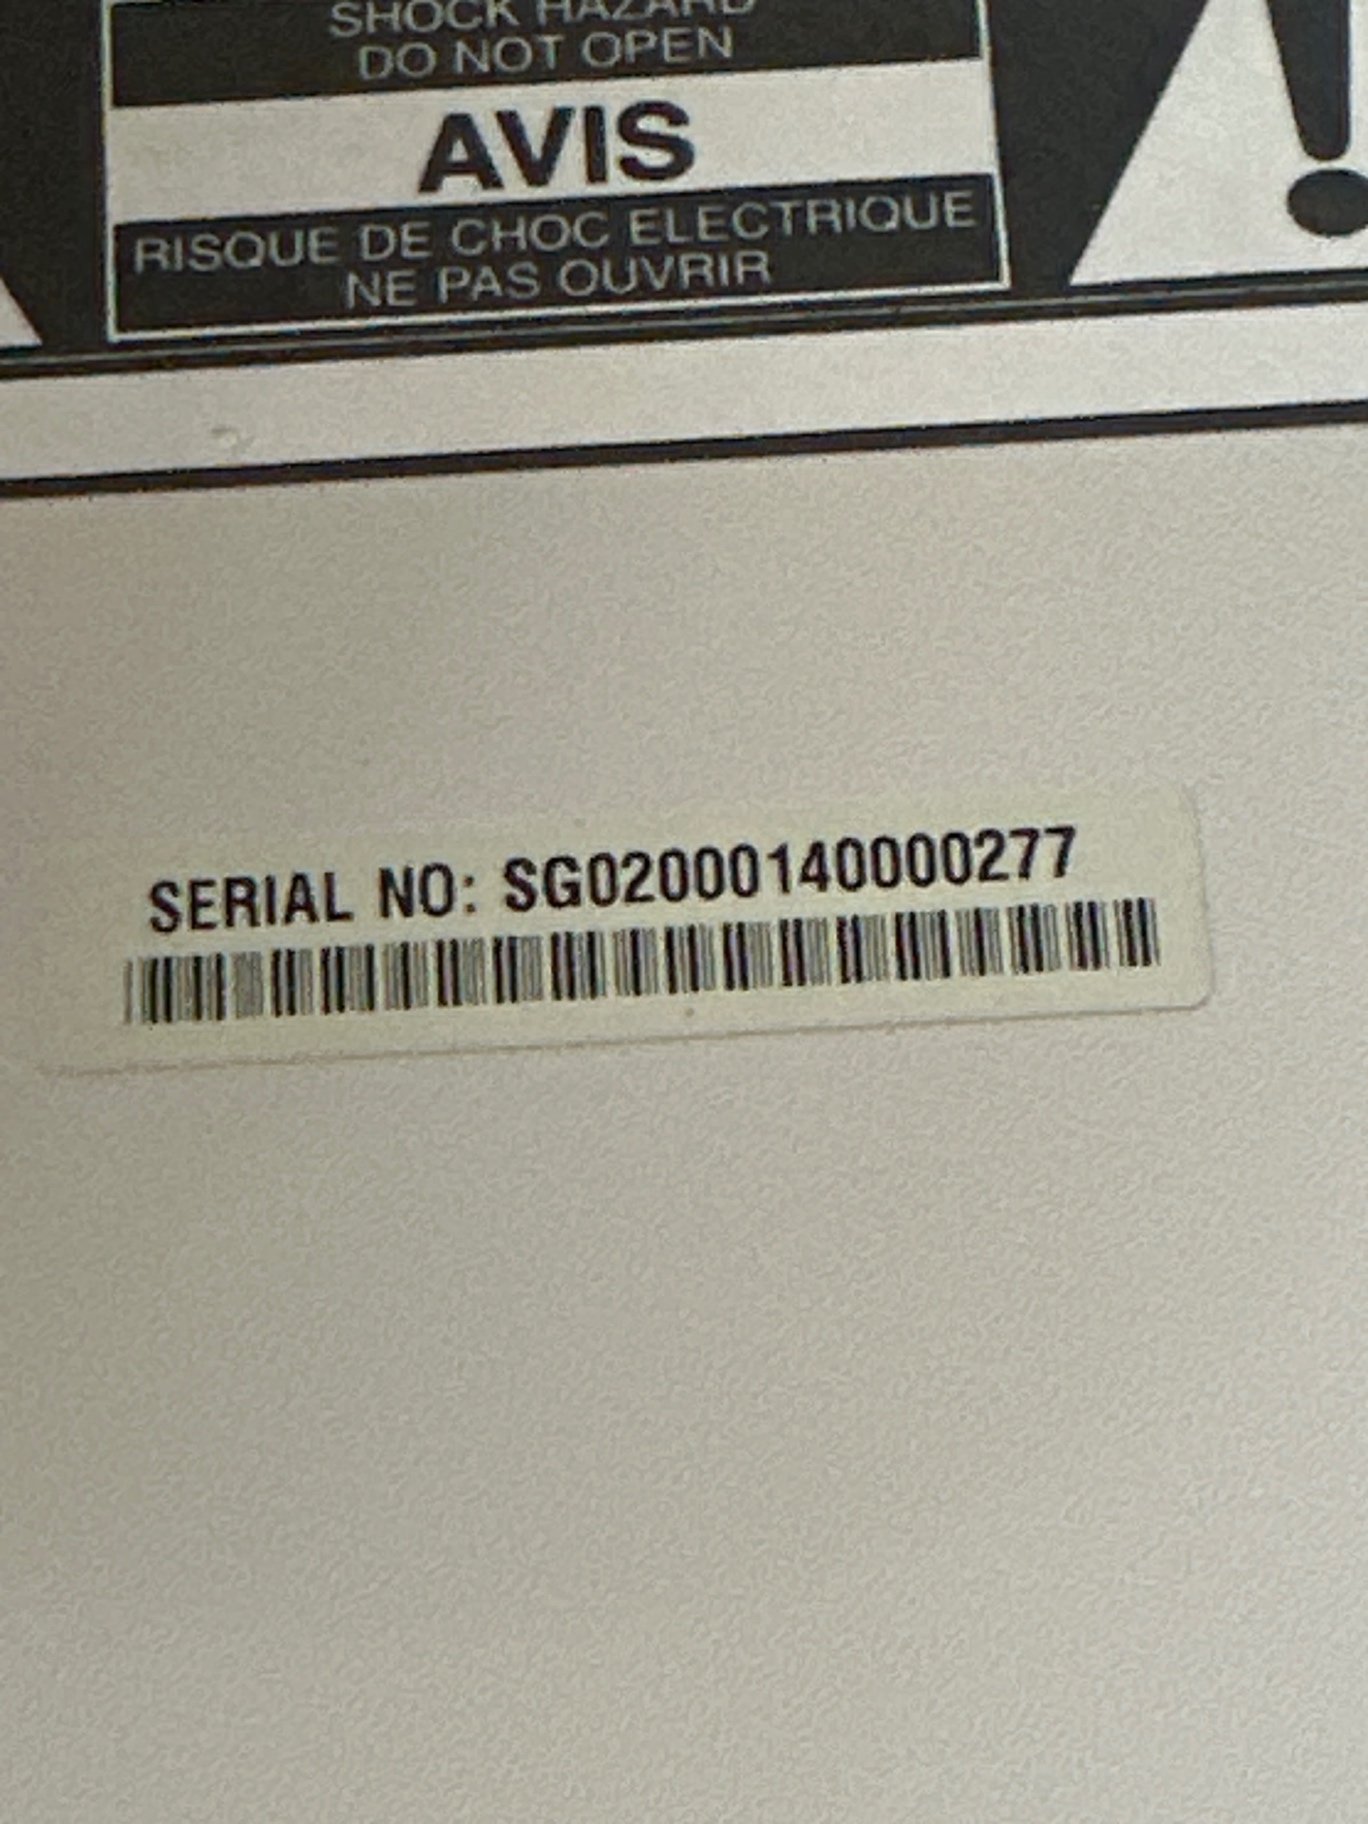 SHOCK HAZARD
DO NOT OPEN
AVIS
RISQUE DE CHOC ELECTRIQUE
NE PAS OUVRIR
!
SERIAL NO: SG02000140000277